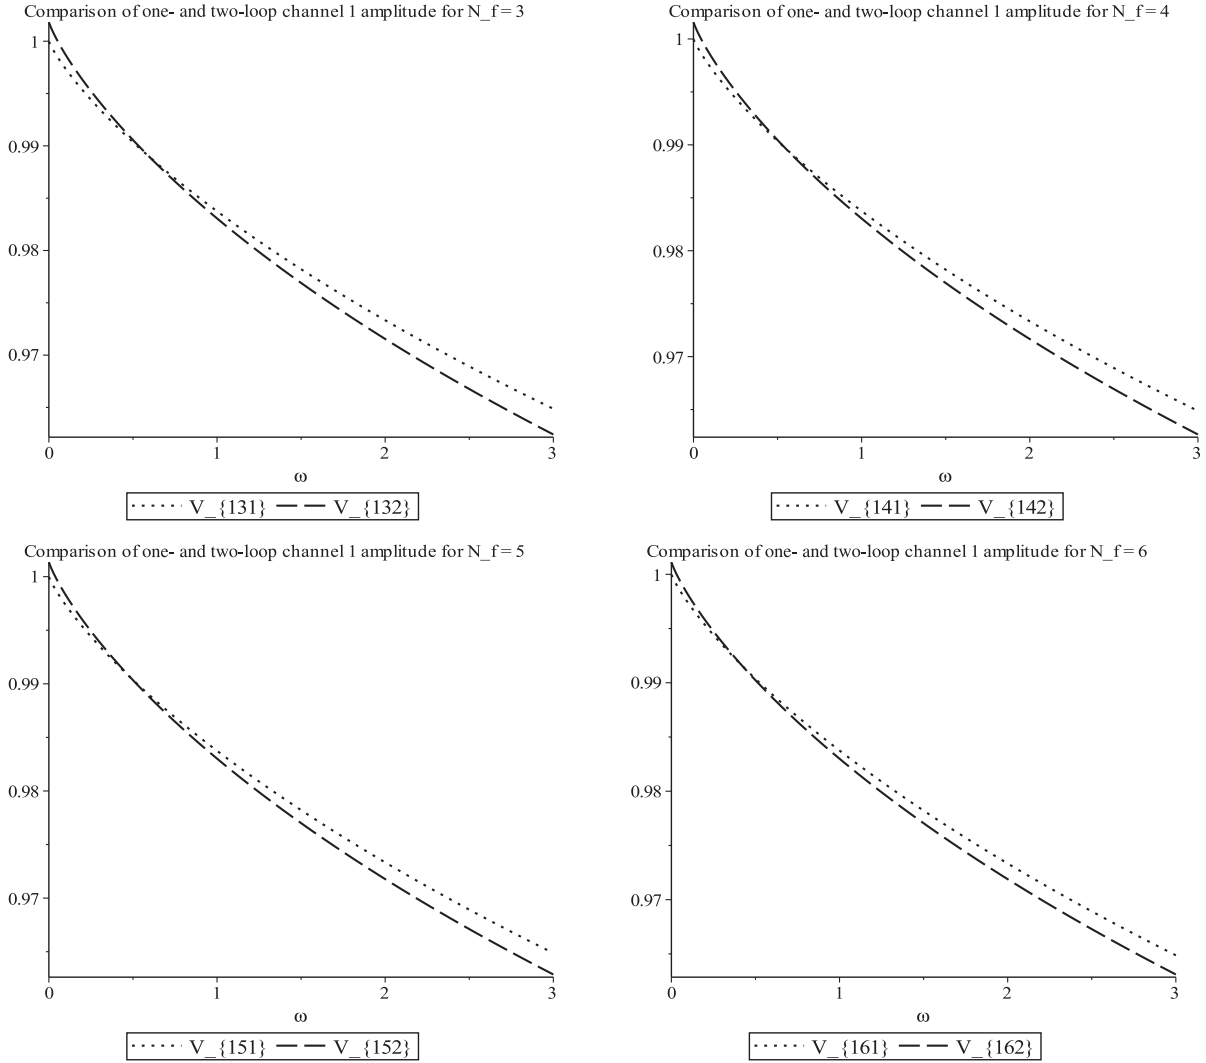 Comparison of one- and two-loop channel 1 amplitude for N_f = 3
1
0.99
0.98
0.97
0 1 2 3
ω
V_{131} V_{132}
Comparison of one- and two-loop channel 1 amplitude for N_f = 4
1
0.99
0.98
0.97
0 1 2 3
ω
V_{141} V_{142}
Comparison of one- and two-loop channel 1 amplitude for N_f = 5
1
0.99
0.98
0.97
0 1 2 3
ω
V_{151} V_{152}
Comparison of one- and two-loop channel 1 amplitude for N_f = 6
1
0.99
0.98
0.97
0 1 2 3
ω
V_{161} V_{162}